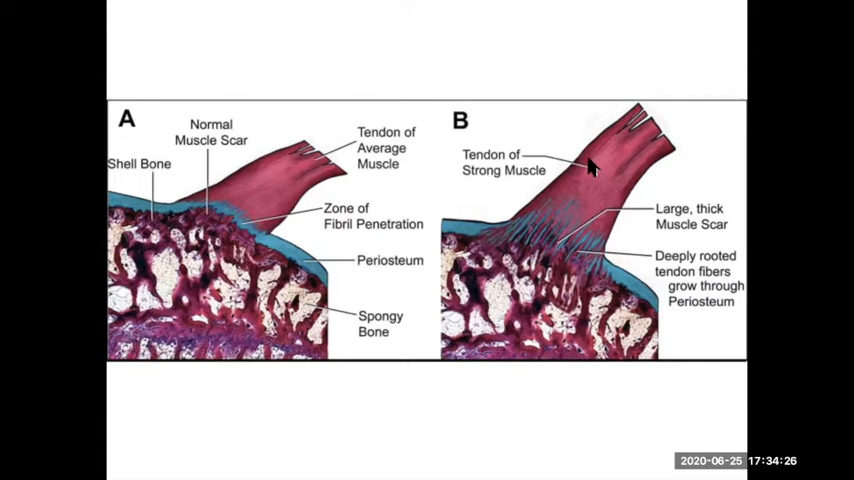 A
Normal
Muscle Scar
Shell Bone
Tendon of
Average
Muscle
Zone of
Fibril Penetration
Periosteum
Spongy
Bone
B
Tendon of
Strong Muscle
Large, thick
Muscle Scar
Deeply rooted
tendon fibers
grow through
Periosteum
2020-06-25 17:34:26